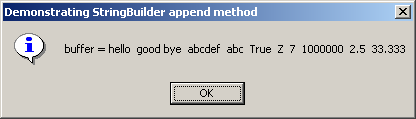 Demonstrating StringBuilder append method
buffer = hello  good bye  abcdef  abc  True  Z  7  1000000  2.5  33.333
OK